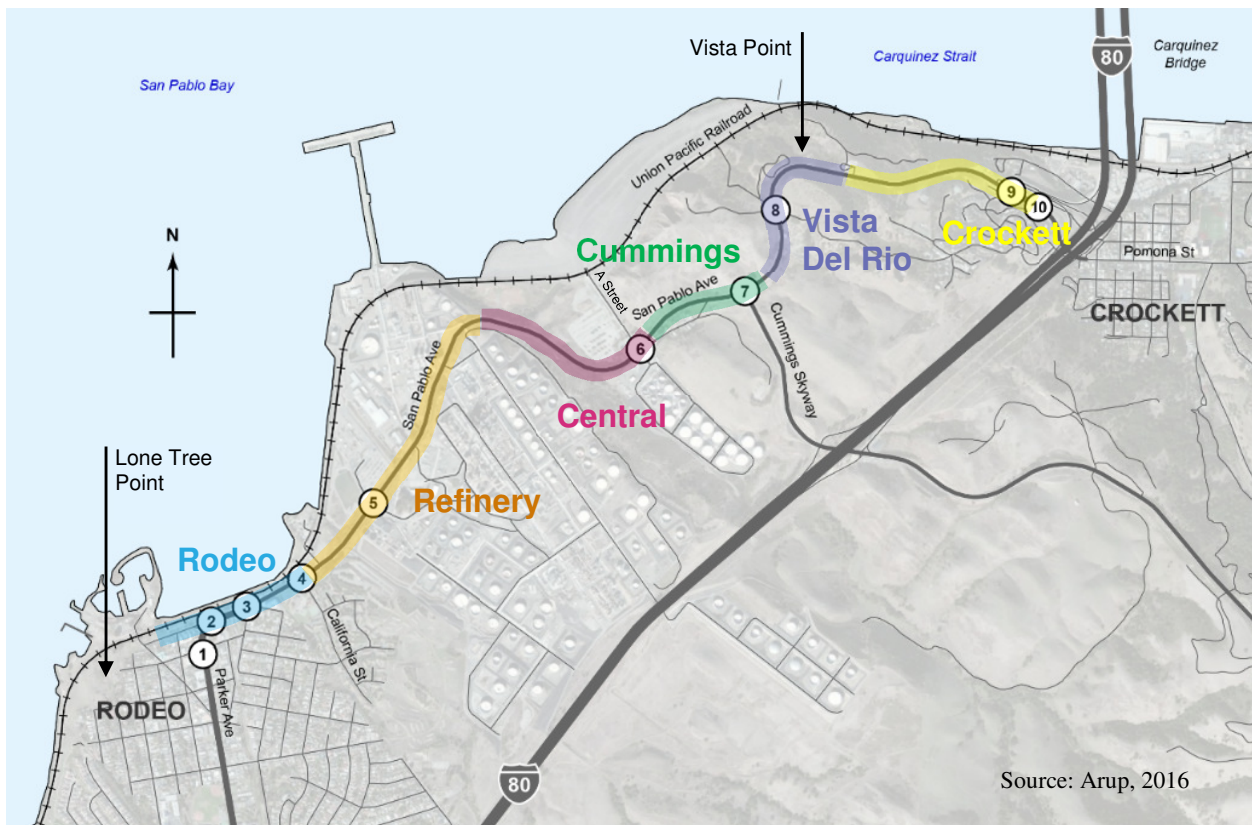 Vista Point
Carquinez Strait
80
Carquinez
Bridge
San Pablo Bay
Union Pacific Railroad
9
10
8
Vista
Del Rio
Crockett
Pomona St
N
Cummings
A Street
San Pablo Ave
7
CROCKETT
6
Cummings Skyway
San Pablo Ave
Central
Lone Tree
Point
5
Refinery
Rodeo
4
3
2
1
California St
Parker Ave
RODEO
80
Source: Arup, 2016